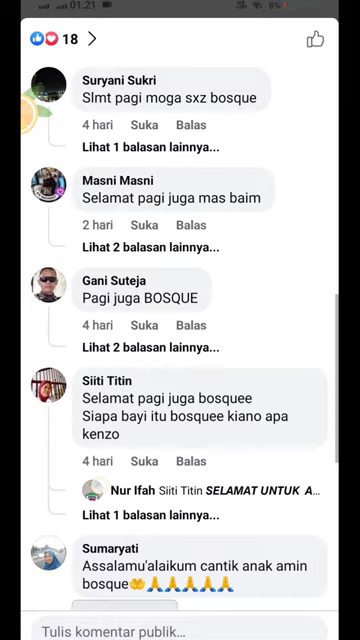 01.21
8%
18
Suryani Sukri
Slmt pagi moga sxz bosque
4 hari Suka Balas
Lihat 1 balasan lainnya...
Masni Masni
Selamat pagi juga mas baim
2 hari Suka Balas
Lihat 2 balasan lainnya...
Gani Suteja
Pagi juga BOSQUE
4 hari Suka Balas
Lihat 2 balasan lainnya...
Siiti Titin
Selamat pagi juga bosquee
Siapa bayi itu bosquee kiano apa
kenzo
4 hari Suka Balas
Nur Ifah Siiti Titin SELAMAT UNTUK A...
Lihat 1 balasan lainnya...
Sumaryati
Assalamu'alaikum cantik anak amin
bosque🤲🙏🙏🙏🙏🙏
Tulis komentar publik...